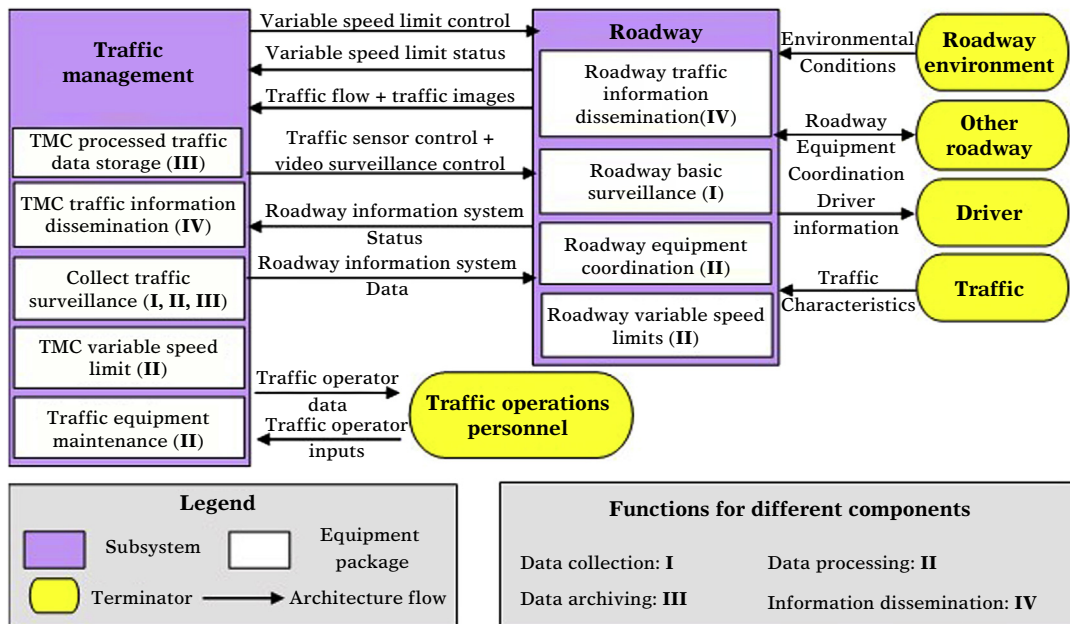 Traffic
management
TMC processed traffic
data storage (III)
TMC traffic information
dissemination (IV)
Collect traffic
surveillance (I, II, III)
TMC variable speed
limit (II)
Traffic equipment
maintenance (II)
Variable speed limit control
Variable speed limit status
Traffic flow + traffic images
Traffic sensor control +
video surveillance control
Roadway information system
Status
Roadway information system
Data
Traffic operator
data
Traffic operator
inputs
Traffic operations
personnel
Roadway
Roadway traffic
information
dissemination(IV)
Roadway basic
surveillance (I)
Roadway equipment
coordination (II)
Roadway variable speed
limits (II)
Environmental
Conditions
Roadway
Equipment
Coordination
Driver
information
Traffic
Characteristics
Roadway
environment
Other
roadway
Driver
Traffic
Legend
Subsystem
Equipment
package
Terminator
Architecture flow
Functions for different components
Data collection: I
Data processing: II
Data archiving: III
Information dissemination: IV